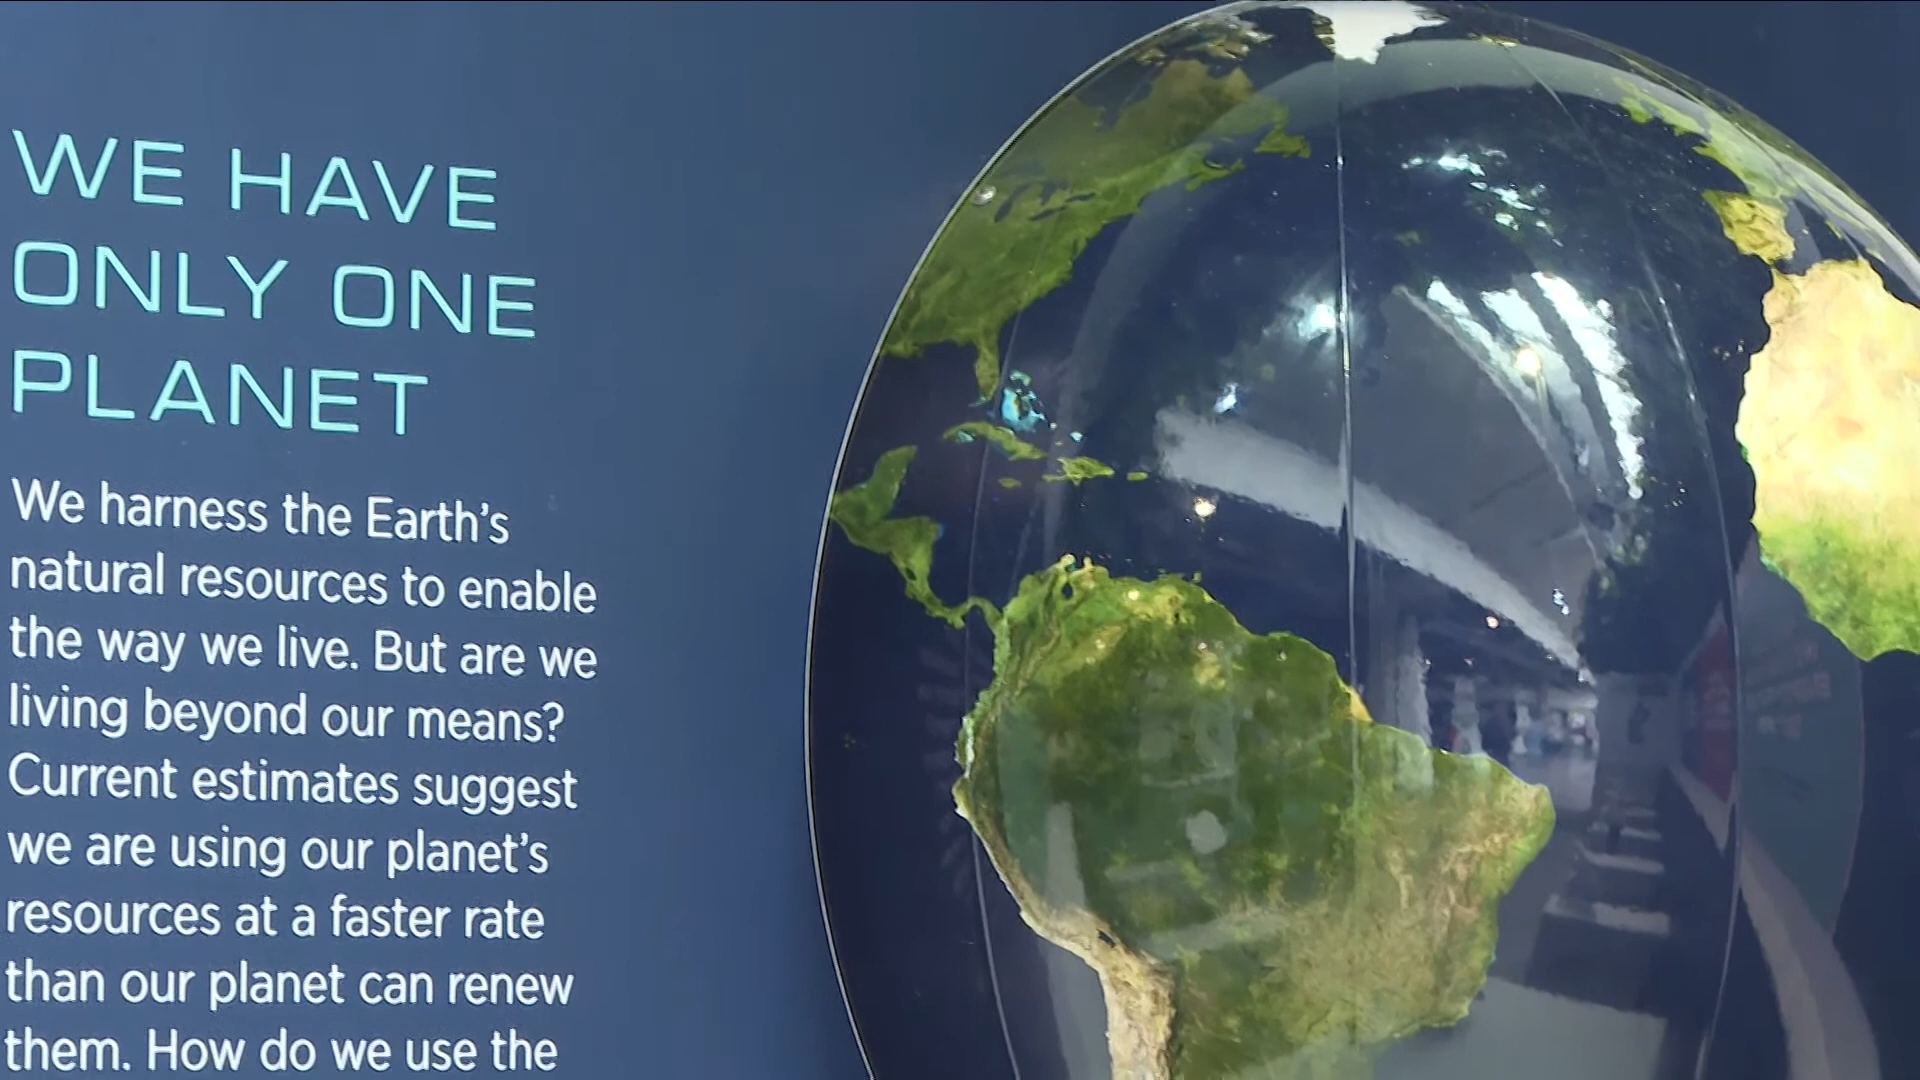 WE HAVE
ONLY ONE
PLANET
We harness the Earth's
natural resources to enable
the way we live. But are we
living beyond our means?
Current estimates suggest
we are using our planet's
resources at a faster rate
than our planet can renew
them. How do we use the